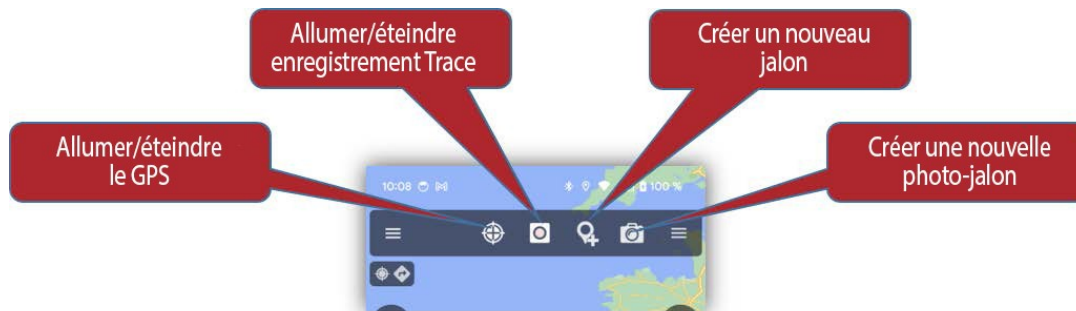 Allumer/éteindre
enregistrement Trace
Créer un nouveau
jalon
Allumer/éteindre
le GPS
Créer une nouvelle
photo-jalon
10:08
100 %